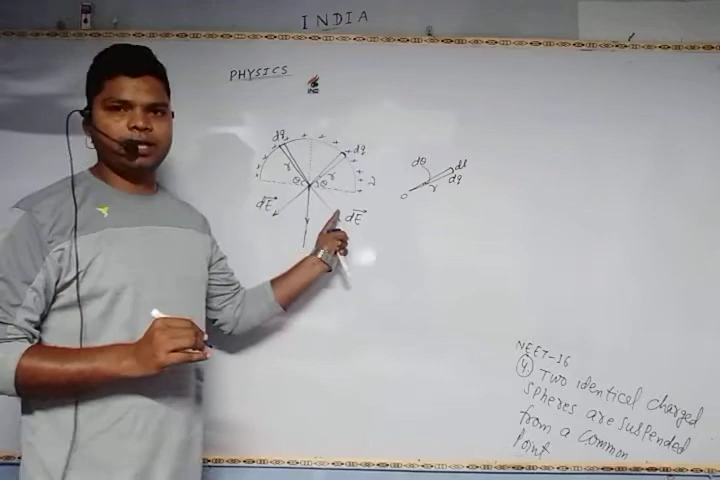 INDIA
PHYSICS
dq
dq
r
r
θ
θ
λ
dE
dE
dθ
dl
dq
r
O
NEET-16
(4) Two identical charged
spheres are suspended
from a common
Point